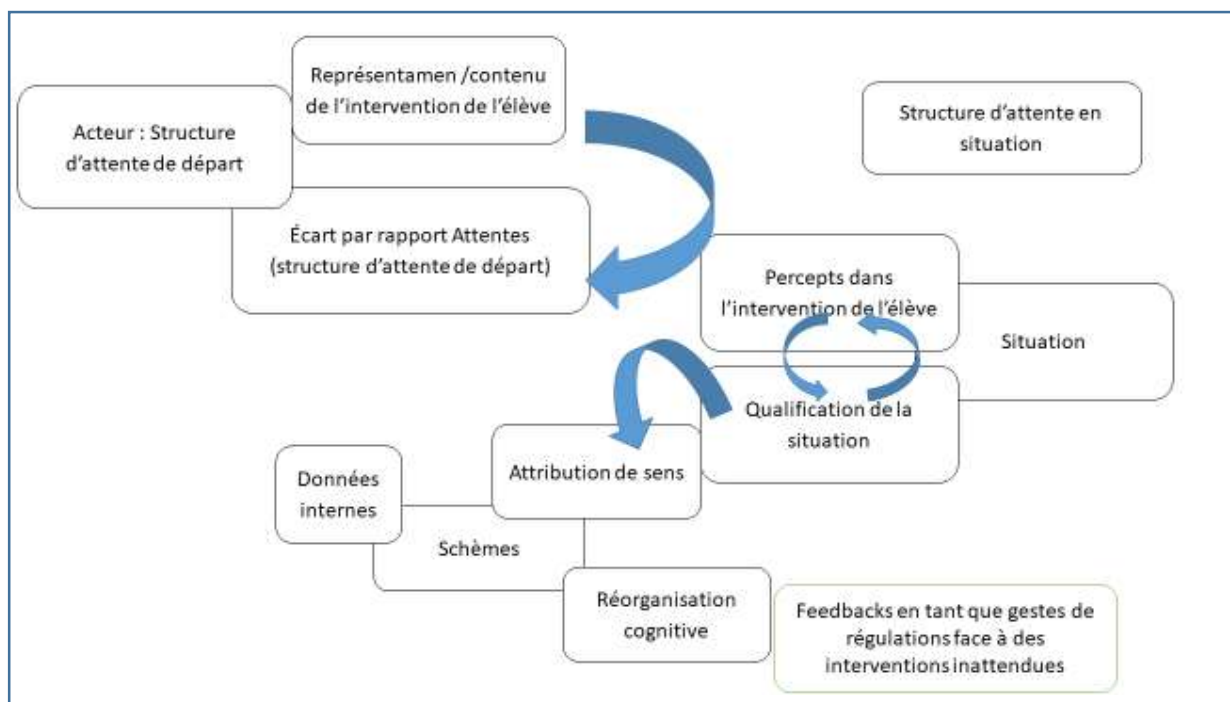 Représentamen /contenu
de l'intervention de l'élève
Acteur : Structure
d'attente de départ
Structure d'attente en
situation
Écart par rapport Attentes
(structure d'attente de départ)
Percepts dans
l'intervention de l'élève
Situation
Qualification de la
situation
Attribution de sens
Données
internes
Schèmes
Réorganisation
cognitive
Feedbacks en tant que gestes de
régulations face à des
interventions inattendues